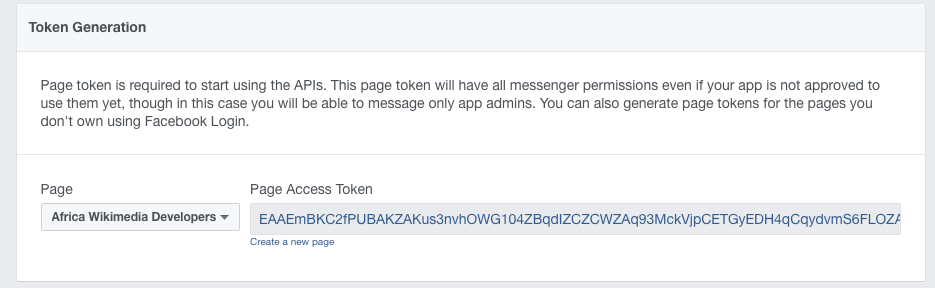 Token Generation
Page token is required to start using the APIs. This page token will have all messenger permissions even if your app is not approved to
use them yet, though in this case you will be able to message only app admins. You can also generate page tokens for the pages you
don't own using Facebook Login.
Page
Page Access Token
Africa Wikimedia Developers
EAAEmBKC2fPUBAKZAKus3nvhOWG104ZBqdIZCZCWZAq93MckVjpCETGyEDH4qCqydvmS6FLOZA
Create a new page